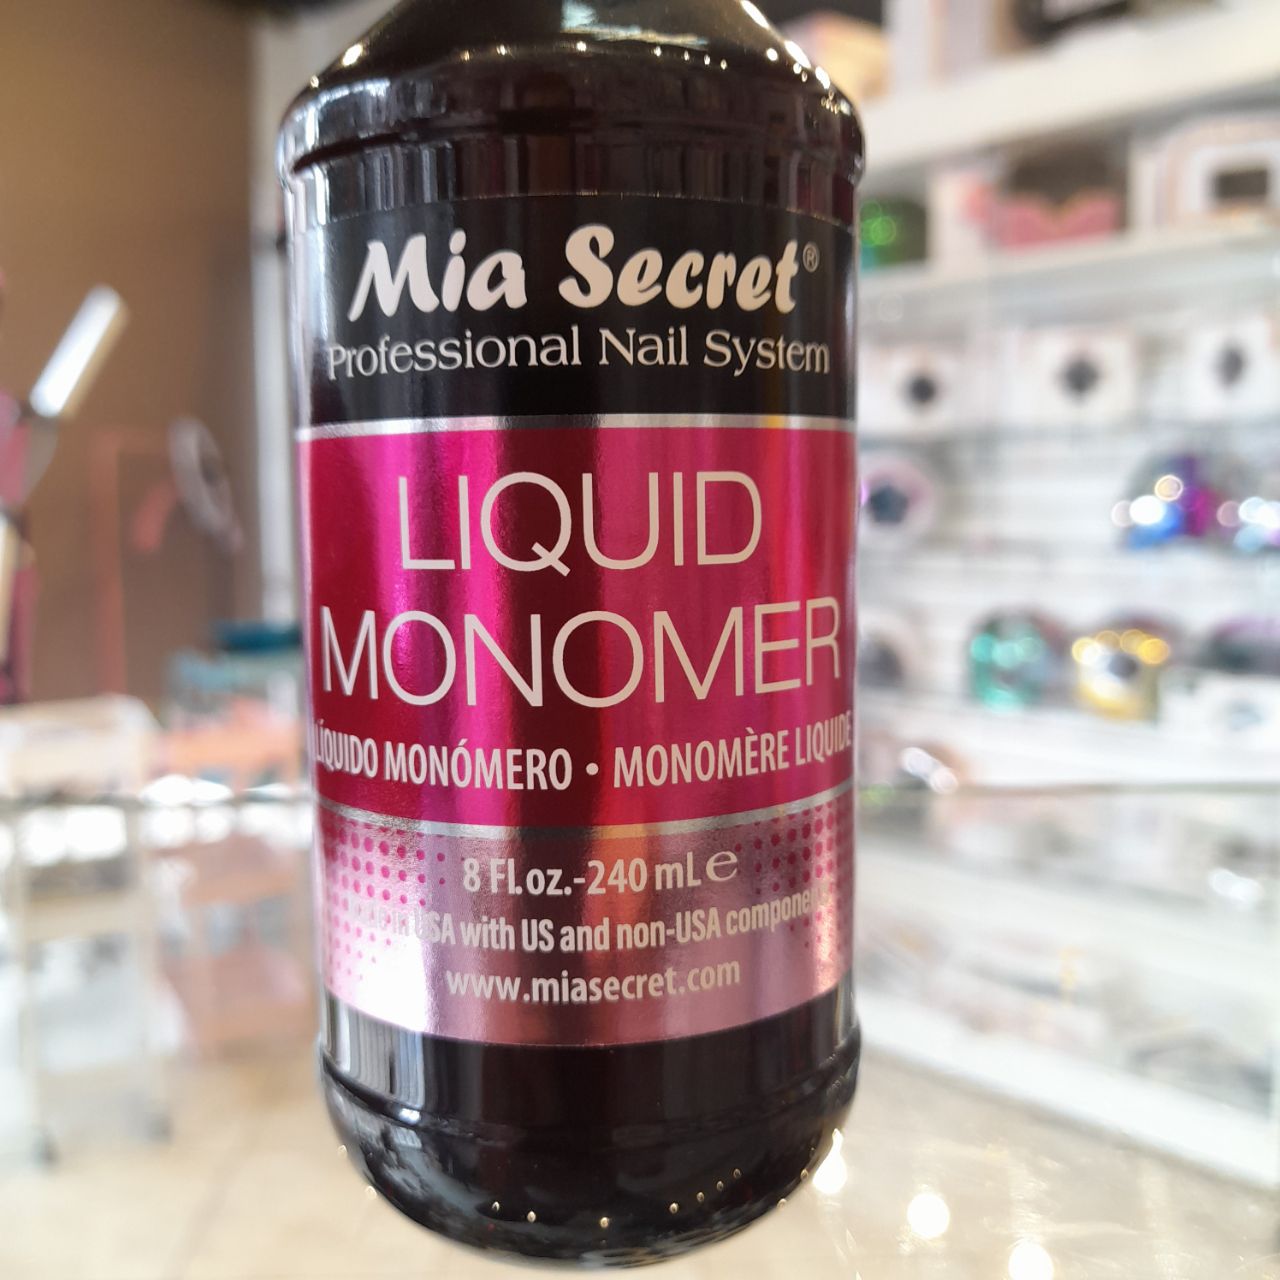 Mia Secret®
Professional Nail System
LIQUID
MONOMER
LÍQUIDO MONÓMERO • MONOMÈRE LIQUIDE
8 Fl.oz.-240 mL ℮
in USA with US and non-USA
www.miasecret.com